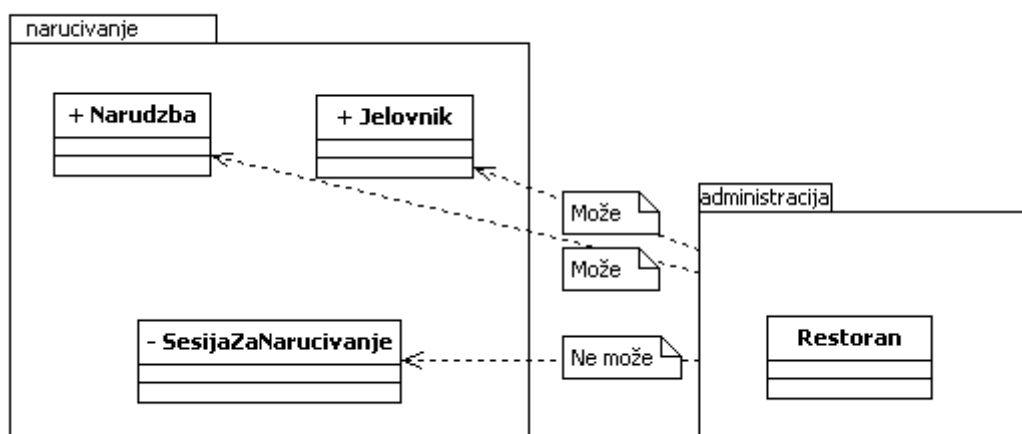 narucivanje
+ Narudzba
+ Jelovnik
Može
administracija
Može
- SesijaZaNarucivanje
Ne može
Restoran